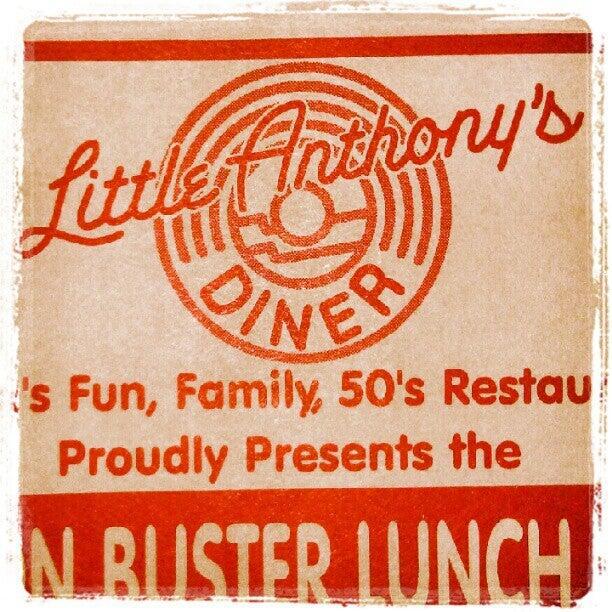 Little Anthony's
DINER
's Fun, Family, 50's Restau
Proudly Presents the
N BUSTER LUNCH